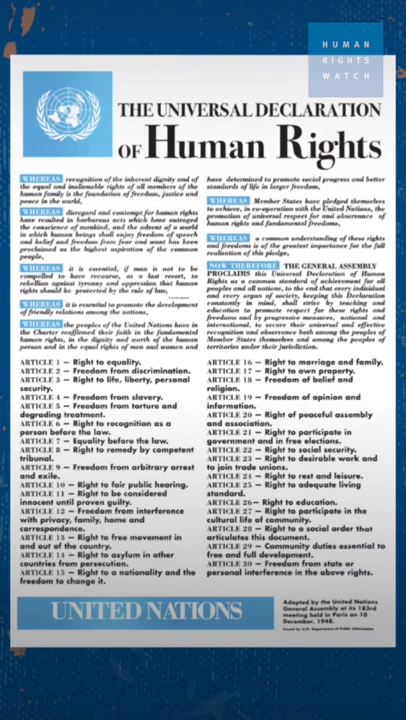 HUMAN
RIGHTS
WATCH
THE UNIVERSAL DECLARATION
OF Human Rights
WHEREAS recognition of the inherent dignity and of
the equal and inalienable rights of all members of the
human family is the foundation of freedom, justice and
peace in the world,
WHEREAS disregard and contempt for human rights
have resulted in barbarous acts which have outraged
the conscience of mankind, and the advent of a world
in which human beings shall enjoy freedom of speech
and belief and freedom from fear and want has been
proclaimed as the highest aspiration of the common
people,
WHEREAS it is essential, if man is not to be
compelled to have recourse, as a last resort, to
rebellion against tyranny and oppression that human
rights should be protected by the rule of law,
WHEREAS it is essential to promote the development
of friendly relations among the nations,
WHEREAS the peoples of the United Nations have in
the Charter reaffirmed their faith in the fundamental
human rights, in the dignity and worth of the human
person and in the equal rights of men and women and
have determined to promote social progress and better
standards of life in larger freedom,
WHEREAS Member States have pledged themselves
to achieve, in co-operation with the United Nations, the
promotion of universal respect for and observance of
human rights and fundamental freedoms,
WHEREAS a common understanding of these rights
and freedoms is of the greatest importance for the full
realisation of this pledge,
NOW THEREFORE THE GENERAL ASSEMBLY
PROCLAIMS this Universal Declaration of Human
Rights as a common standard of achievement for all
peoples and all nations, to the end that every individual
and every organ of society, keeping this Declaration
constantly in mind, shall strive by teaching and
education to promote respect for these rights and
freedoms and by progressive measures, national and
international, to secure their universal and effective
recognition and observance both among the peoples of
Member States themselves and among the peoples of
territories under their jurisdiction.
ARTICLE 1 — Right to equality.
ARTICLE 2 — Freedom from discrimination.
ARTICLE 3 — Right to life, liberty, personal
security.
ARTICLE 4 — Freedom from slavery.
ARTICLE 5 — Freedom from torture and
degrading treatment.
ARTICLE 6 — Right to recognition as a
person before the law.
ARTICLE 7 — Equality before the law.
ARTICLE 8 — Right to remedy by competent
tribunal.
ARTICLE 9 — Freedom from arbitrary arrest
and exile.
ARTICLE 10 — Right to fair public hearing.
ARTICLE 11 — Right to be considered
innocent until proven guilty.
ARTICLE 12 — Freedom from interference
with privacy, family, home and
correspondence.
ARTICLE 13 — Right to free movement in
and out of the country.
ARTICLE 14 — Right to asylum in other
countries from persecution.
ARTICLE 15 — Right to a nationality and the
freedom to change it.
ARTICLE 16 — Right to marriage and family.
ARTICLE 17 — Right to own property.
ARTICLE 18 — Freedom of belief and
religion.
ARTICLE 19 — Freedom of opinion and
information.
ARTICLE 20 — Right of peaceful assembly
and association.
ARTICLE 21 — Right to participate in
government and in free elections.
ARTICLE 22 — Right to social security.
ARTICLE 23 — Right to desirable work and
to join trade unions.
ARTICLE 24 — Right to rest and leisure.
ARTICLE 25 — Right to adequate living
standard.
ARTICLE 26— Right to education.
ARTICLE 27 — Right to participate in the
cultural life of community.
ARTICLE 28 — Right to a social order that
articulates this document.
ARTICLE 29 — Community duties essential to
free and full development.
ARTICLE 30 — Freedom from state or
personal interference in the above rights.
UNITED NATIONS
Adopted by the United Nations
General Assembly at its 183rd
meeting held in Paris on 10
December, 1948.
Issued by U.N. Department of Public Information